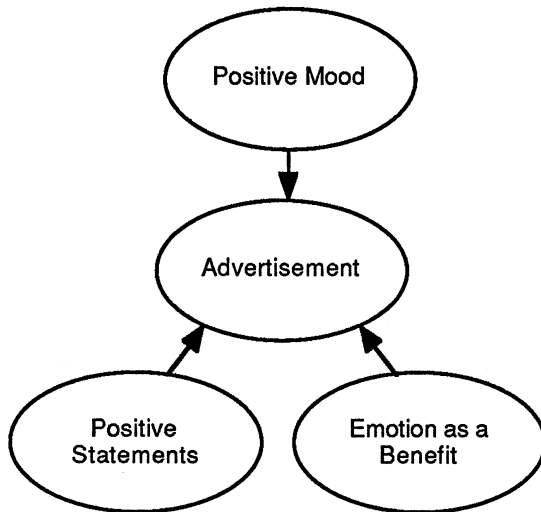 Positive Mood
Advertisement
Positive
Statements
Emotion as a
Benefit